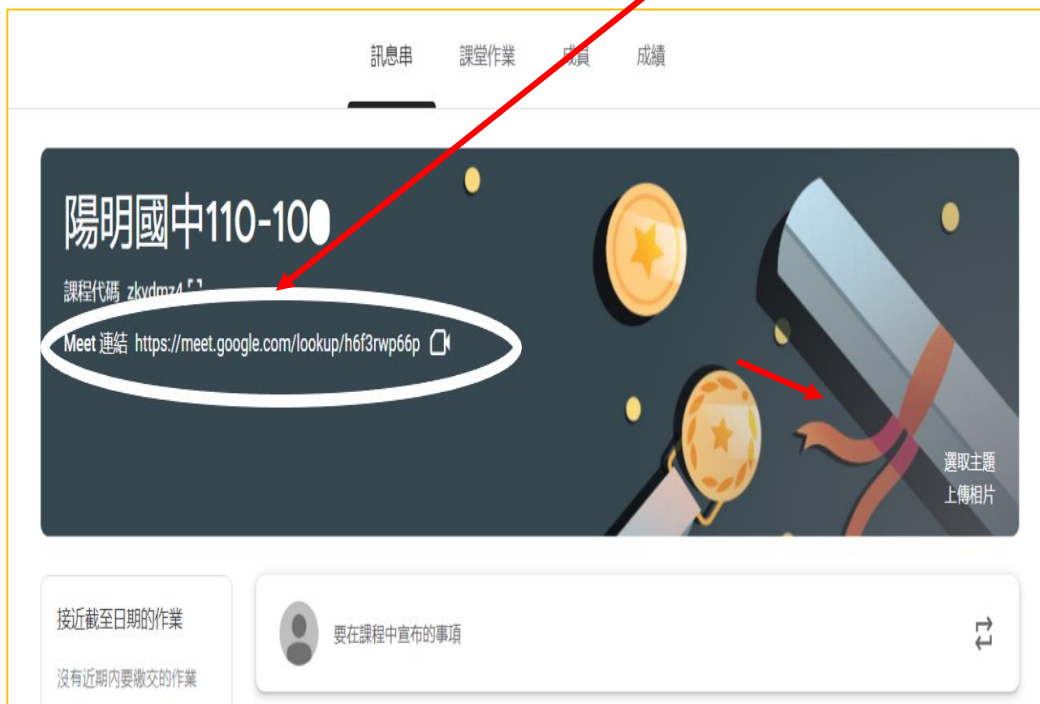 訊息串 課堂作業 成員 成績
陽明國中110-10
課程代碼 zkydmz4
Meet 連結 https://meet.google.com/lookup/h6f3rwp66p
選取主題
上傳相片
接近截至日期的作業
要在課程中宣布的事項
沒有近期內要繳交的作業